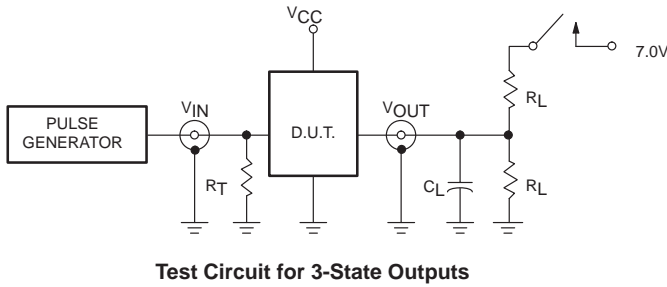 VCC
7.0V
RL
VIN
VOUT
PULSE
GENERATOR
D.U.T.
RT
CL
RL
Test Circuit for 3-State Outputs